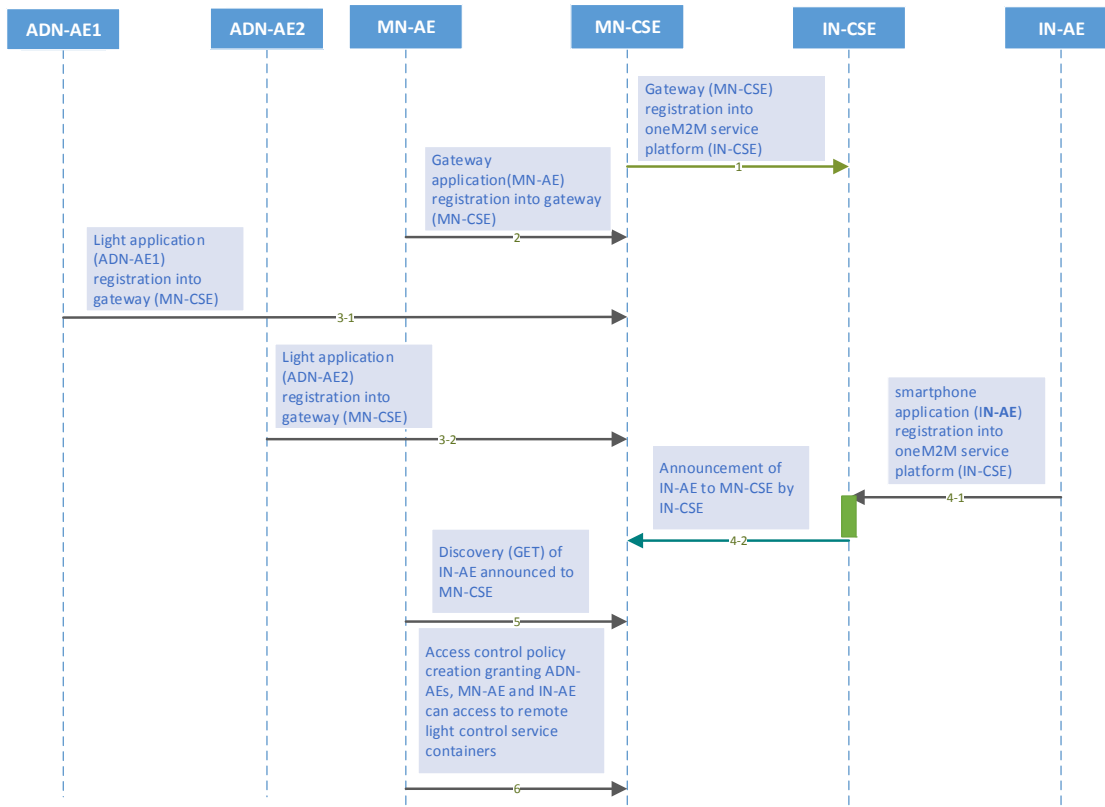 ADN-AE1
ADN-AE2
MN-AE
MN-CSE
IN-CSE
IN-AE
Gateway (MN-CSE)
registration into
oneM2M service
platform (IN-CSE)
1
Gateway
application(MN-AE)
registration into gateway
(MN-CSE)
2
Light application
(ADN-AE1)
registration into
gateway (MN-CSE)
3-1
Light application
(ADN-AE2)
registration into
gateway (MN-CSE)
3-2
smartphone
application (IN-AE)
registration into
oneM2M service
platform (IN-CSE)
4-1
Announcement of
IN-AE to MN-CSE by
IN-CSE
4-2
Discovery (GET) of
IN-AE announced to
MN-CSE
5
Access control policy
creation granting ADN-
AEs, MN-AE and IN-AE
can access to remote
light control service
containers
6